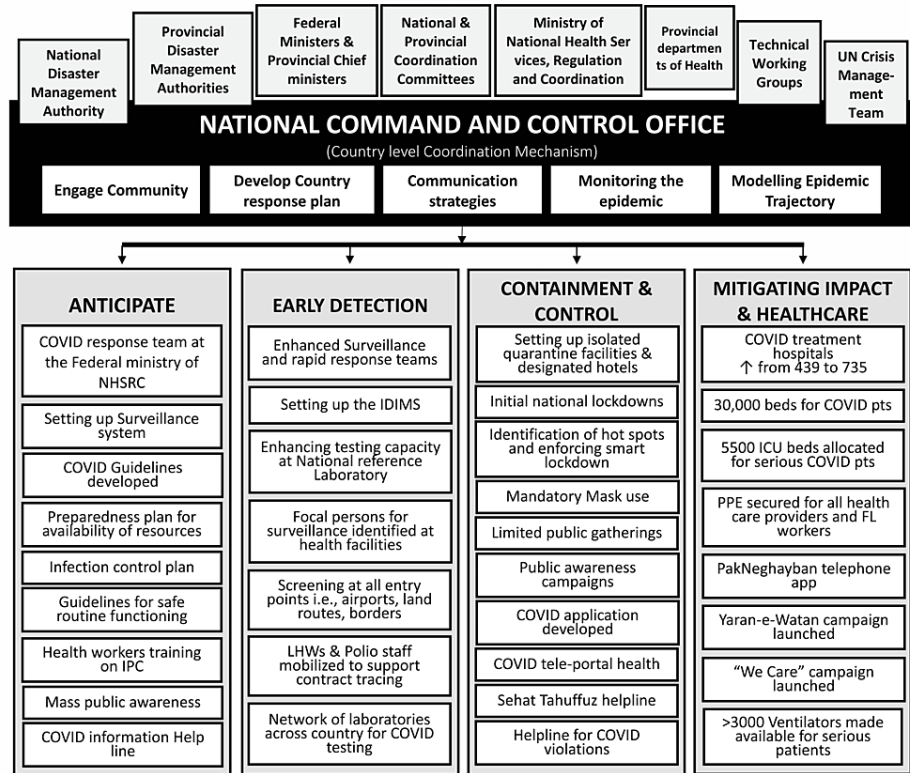 National
Disaster
Management
Authority
Provincial
Disaster
Management
Authorities
Federal
Ministers &
Provincial Chief
ministers
National &
Provincial
Coordination
Committees
Ministry of
National Health Ser
vices, Regulation
and Coordination
Provincial
departmen
ts of Health
Technical
Working
Groups
UN Crisis
Manage-
ment
Team
NATIONAL COMMAND AND CONTROL OFFICE
(Country level Coordination Mechanism)
Engage Community
Develop Country
response plan
Communication
strategies
Monitoring the
epidemic
Modelling Epidemic
Trajectory
ANTICIPATE
COVID response team at
the Federal ministry of
NHSRC
Setting up Surveillance
system
COVID Guidelines
developed
Preparedness plan for
availability of resources
Infection control plan
Guidelines for safe
routine functioning
Health workers training
on IPC
Mass public awareness
COVID information Help
line
EARLY DETECTION
Enhanced Surveillance
and rapid response teams
Setting up the IDIMS
Enhancing testing capacity
at National reference
Laboratory
Focal persons for
surveillance identified at
health facilities
Screening at all entry
points i.e., airports, land
routes, borders
LHWs & Polio staff
mobilized to support
contract tracing
Network of laboratories
across country for COVID
testing
CONTAINMENT &
CONTROL
Setting up isolated
quarantine facilities &
designated hotels
Initial national lockdowns
Identification of hot spots
and enforcing smart
lockdown
Mandatory Mask use
Limited public gatherings
Public awareness
campaigns
COVID application
developed
COVID tele-portal health
Sehat Tahuffuz helpline
Helpline for COVID
violations
MITIGATING IMPACT
& HEALTHCARE
COVID treatment
hospitals
↑ from 439 to 735
30,000 beds for COVID pts
5500 ICU beds allocated
for serious COVID pts
PPE secured for all health
care providers and FL
workers
PakNeghayban telephone
app
Yaran-e-Watan campaign
launched
“We Care” campaign
launched
>3000 Ventilators made
available for serious
patients